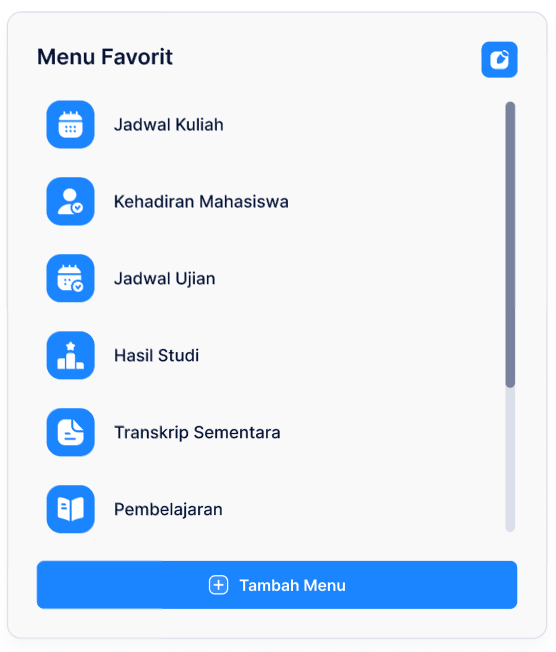 Menu Favorit
Jadwal Kuliah
Kehadiran Mahasiswa
Jadwal Ujian
Hasil Studi
Transkrip Sementara
Pembelajaran
Tambah Menu